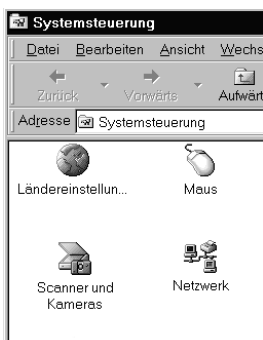 Systemsteuerung
Datei Bearbeiten Ansicht Wechs
Zurück Vorwärts Aufwärt
Adresse Systemsteuerung
Ländereinstellun... Maus
Scanner und Kameras Netzwerk